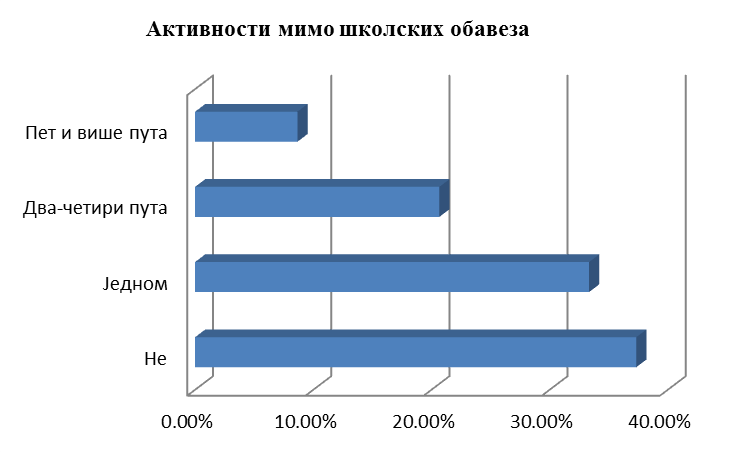 Активности мимо школских обавеза
Пет и више пута
Два-четири пута
Једном
Не
0.00% 10.00% 20.00% 30.00% 40.00%